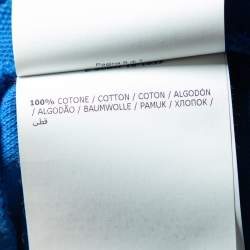 100% COTONE / COTTON / COTON / ALGODÓN
/ ALGODÃO / BAUMWOLLE / PAMUK / ХЛОПОК /
قطن